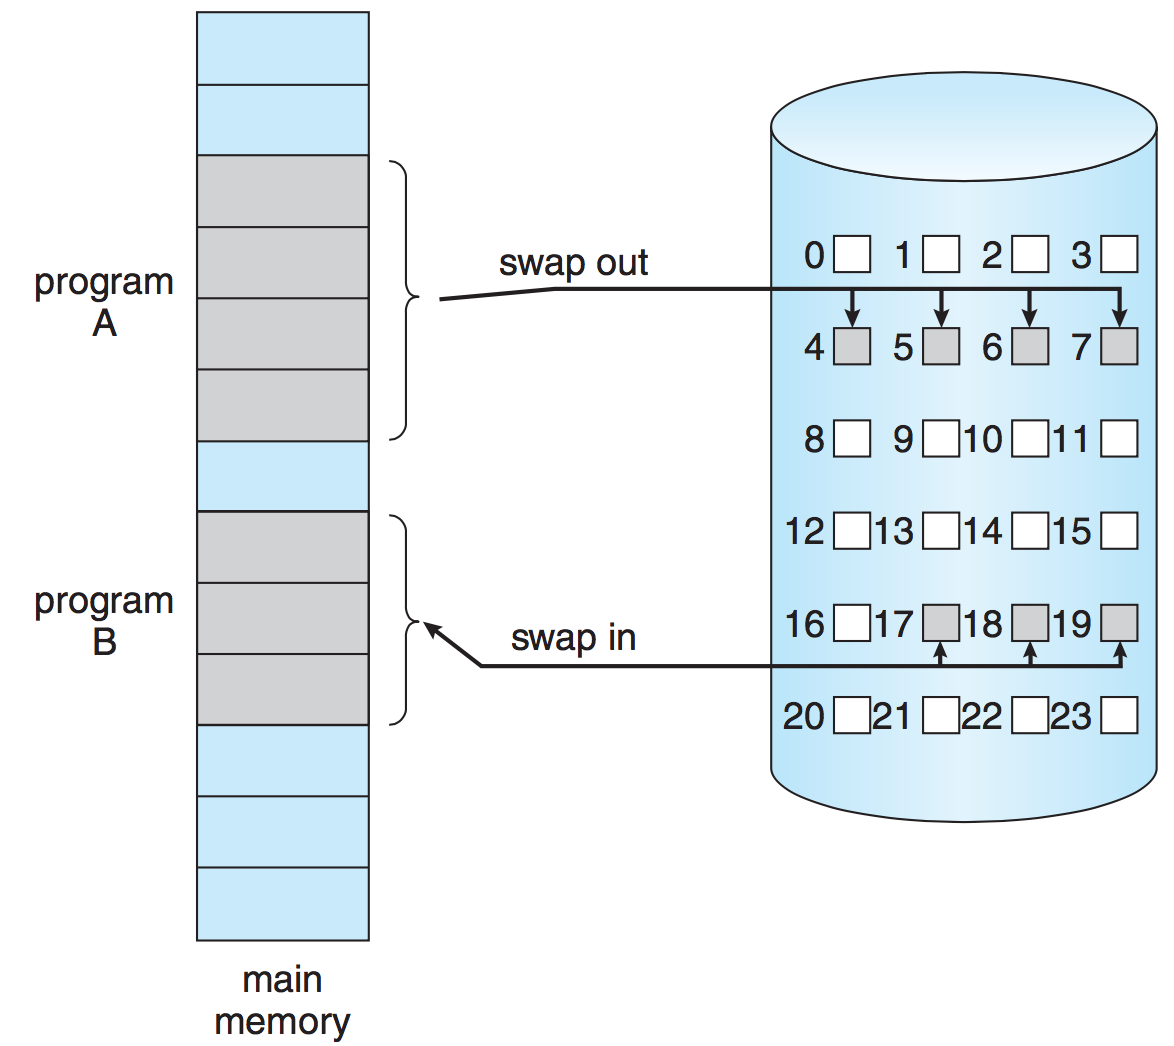 program
A
program
B
main
memory
swap out
swap in
0 1 2 3
4 5 6 7
8 9 10 11
12 13 14 15
16 17 18 19
20 21 22 23